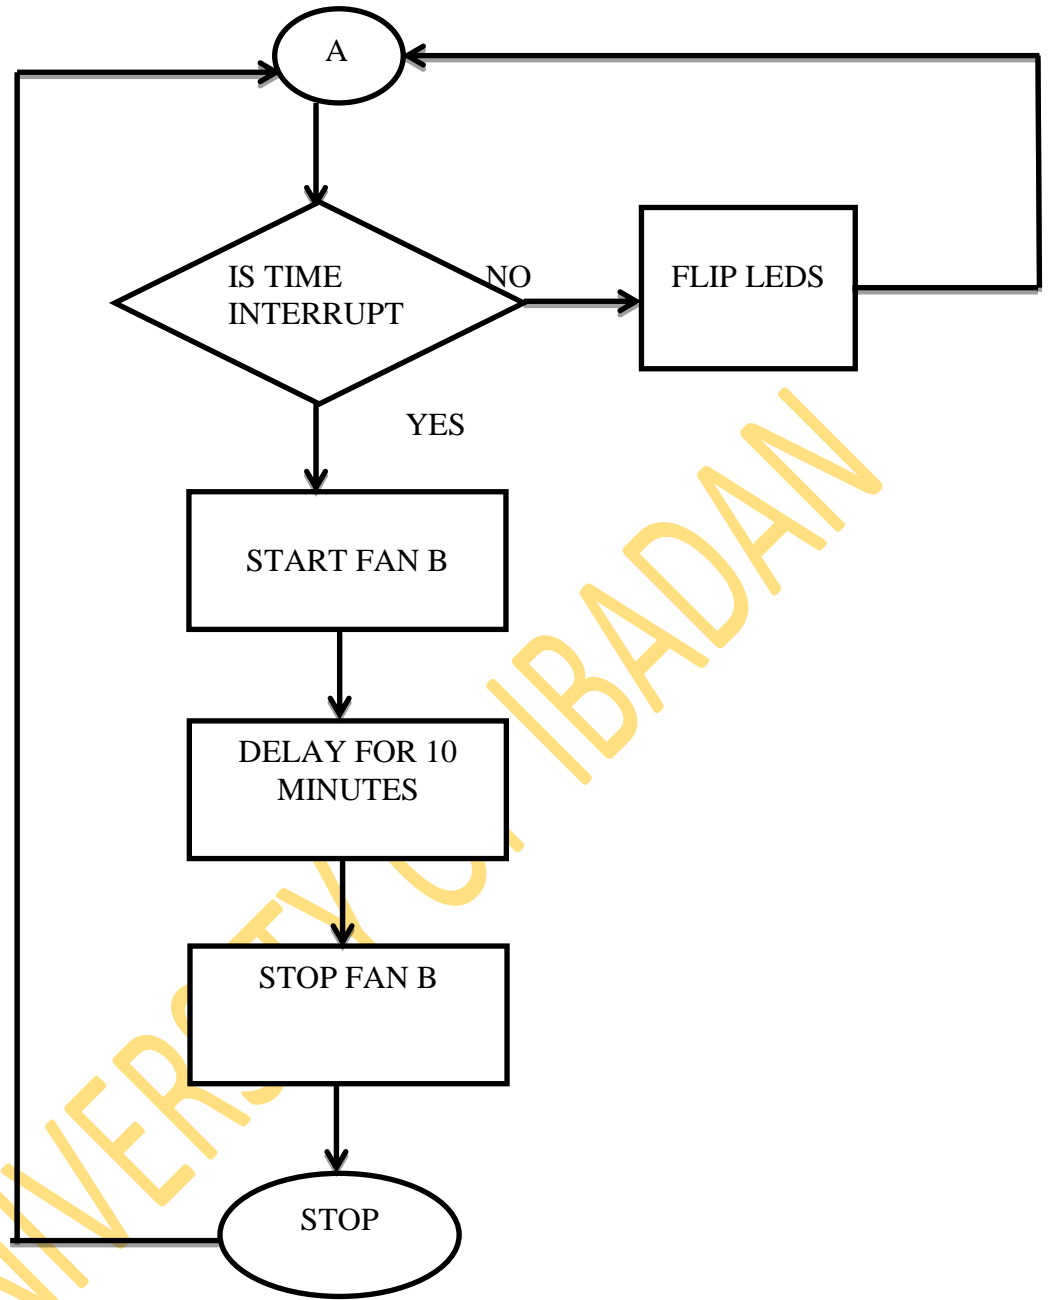 A
IS TIME
INTERRUPT
NO
FLIP LEDS
YES
START FAN B
DELAY FOR 10
MINUTES
STOP FAN B
STOP
UNIVERSITY OF IBADAN